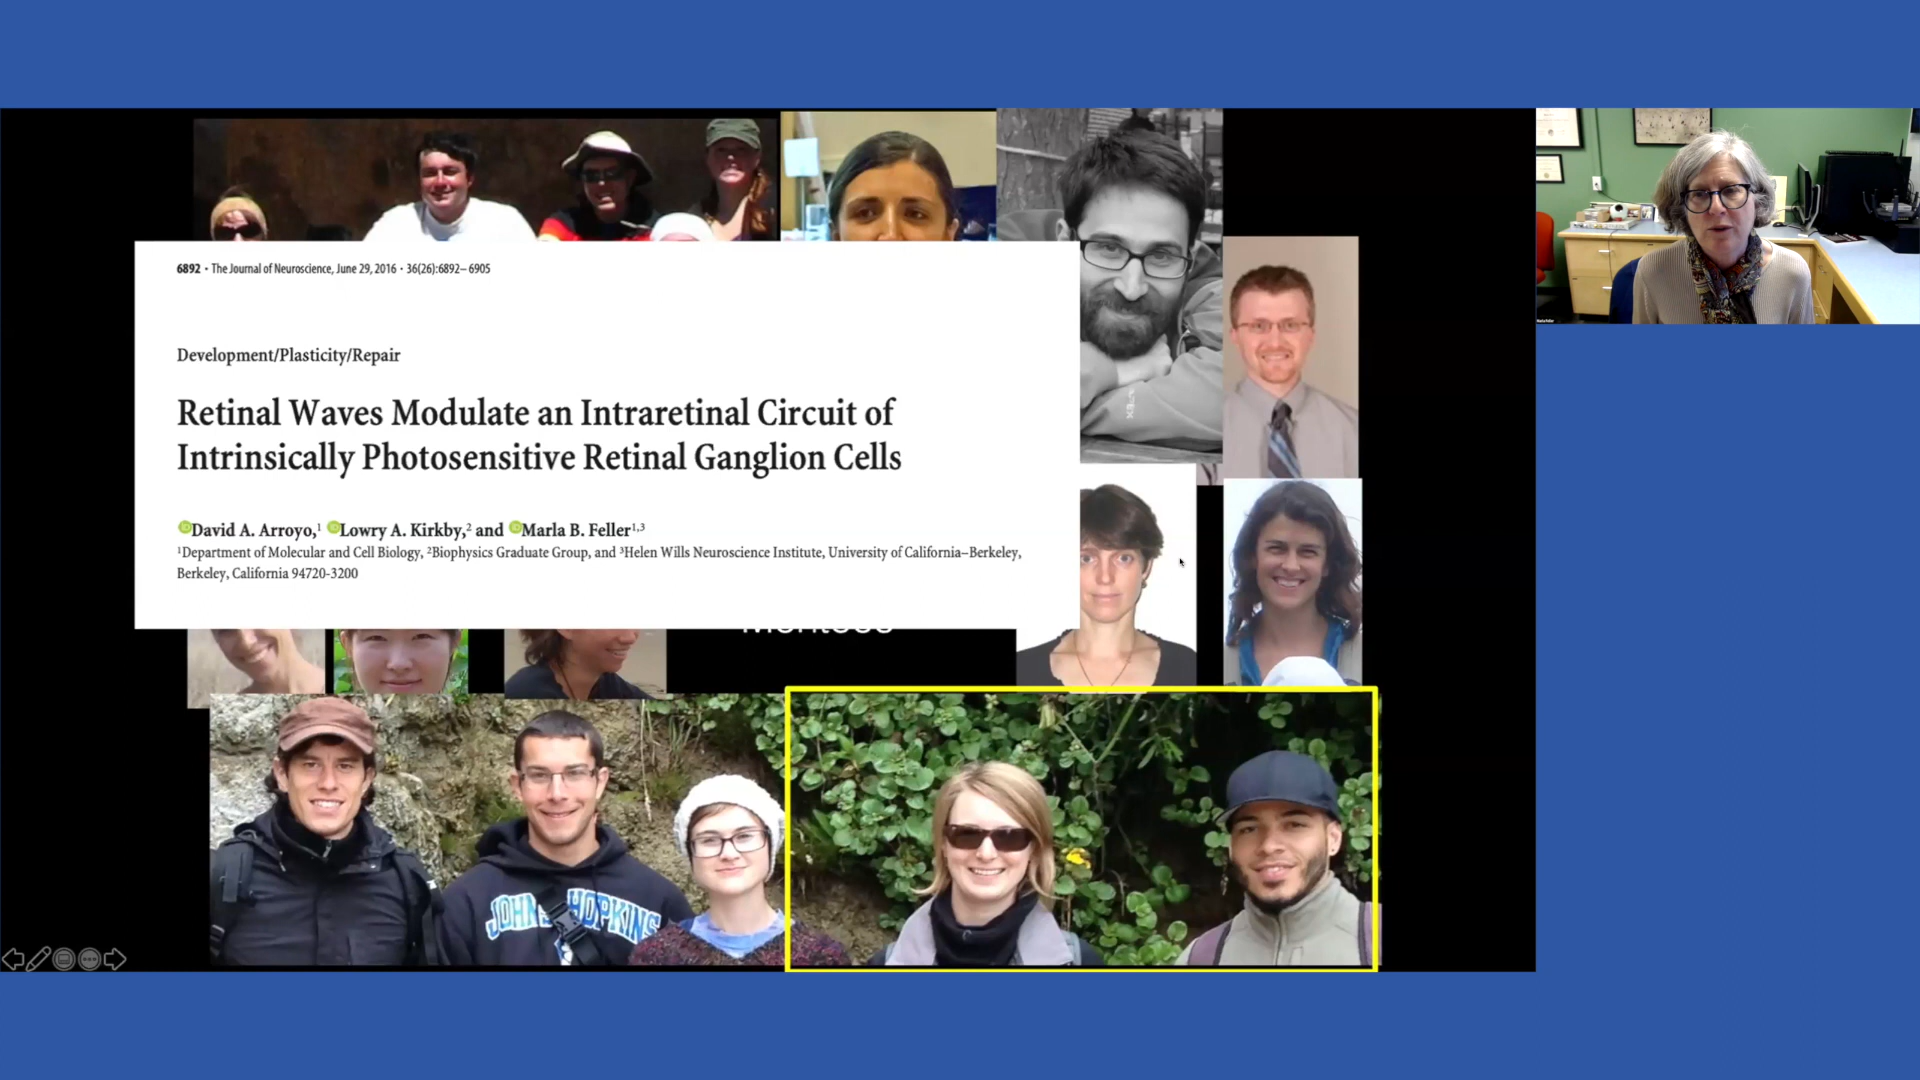 6892 • The Journal of Neuroscience, June 29, 2016 • 36(26):6892–6905
Development/Plasticity/Repair
Retinal Waves Modulate an Intraretinal Circuit of
Intrinsically Photosensitive Retinal Ganglion Cells
David A. Arroyo,¹ Lowry A. Kirkby,² and Marla B. Feller¹,³
¹Department of Molecular and Cell Biology, ²Biophysics Graduate Group, and ³Helen Wills Neuroscience Institute, University of California–Berkeley,
Berkeley, California 94720-3200
JOHNS HOPKINS
Marla Feller